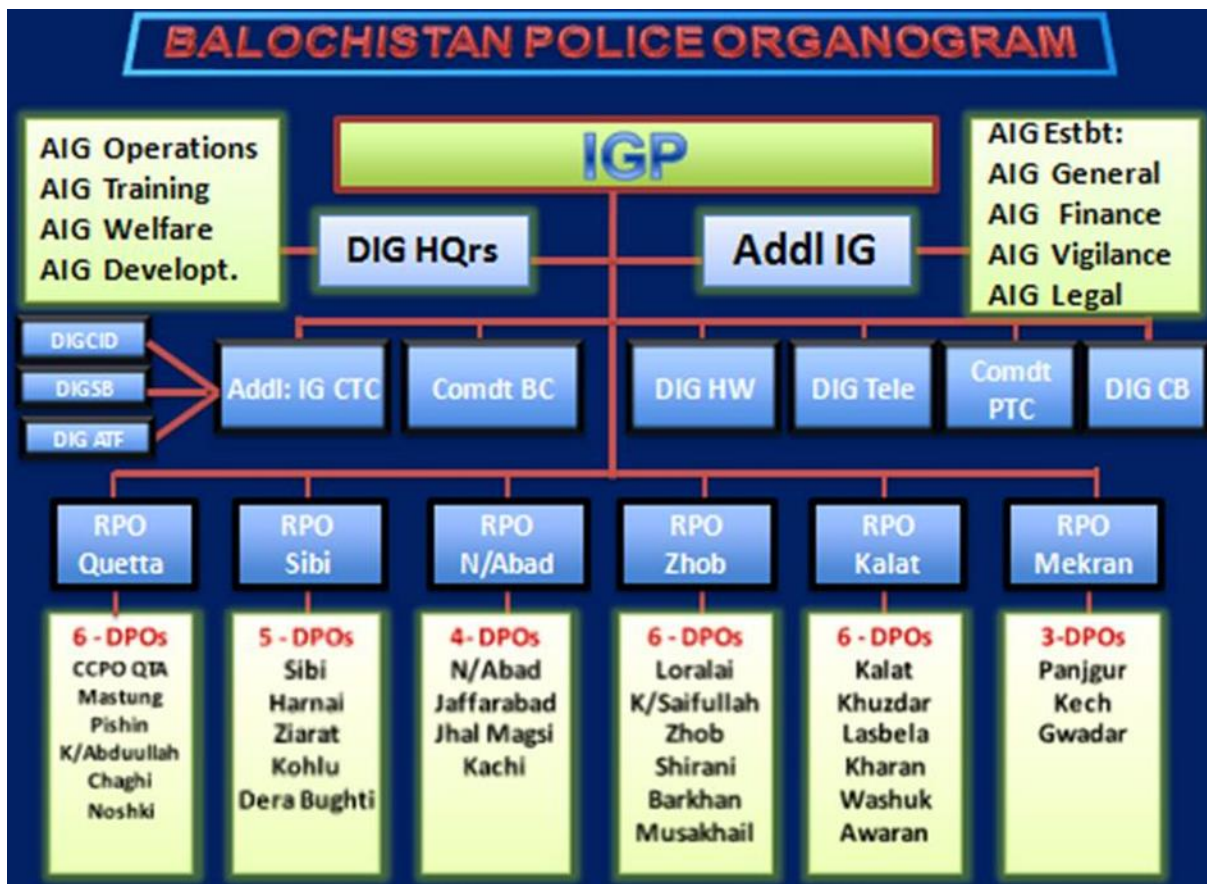 BALOCHISTAN POLICE ORGANOGRAM
IGP
AIG Operations
AIG Training
AIG Welfare
AIG Developt.
DIG HQrs
Addl IG
AIG Estbt:
AIG General
AIG Finance
AIG Vigilance
AIG Legal
DIGCID
DIGSB
DIG ATF
Addl: IG CTC
Comdt BC
DIG HW
DIG Tele
Comdt
PTC
DIG CB
RPO
Quetta
RPO
Sibi
RPO
N/Abad
RPO
Zhob
RPO
Kalat
RPO
Mekran
6 - DPOs
CCPO QTA
Mastung
Pishin
K/Abduullah
Chaghi
Noshki
5 - DPOs
Sibi
Harnai
Ziarat
Kohlu
Dera Bughti
4- DPOs
N/Abad
Jaffarabad
Jhal Magsi
Kachi
6 - DPOs
Loralai
K/Saifullah
Zhob
Shirani
Barkhan
Musakhail
6 - DPOs
Kalat
Khuzdar
Lasbela
Kharan
Washuk
Awaran
3-DPOs
Panjgur
Kech
Gwadar